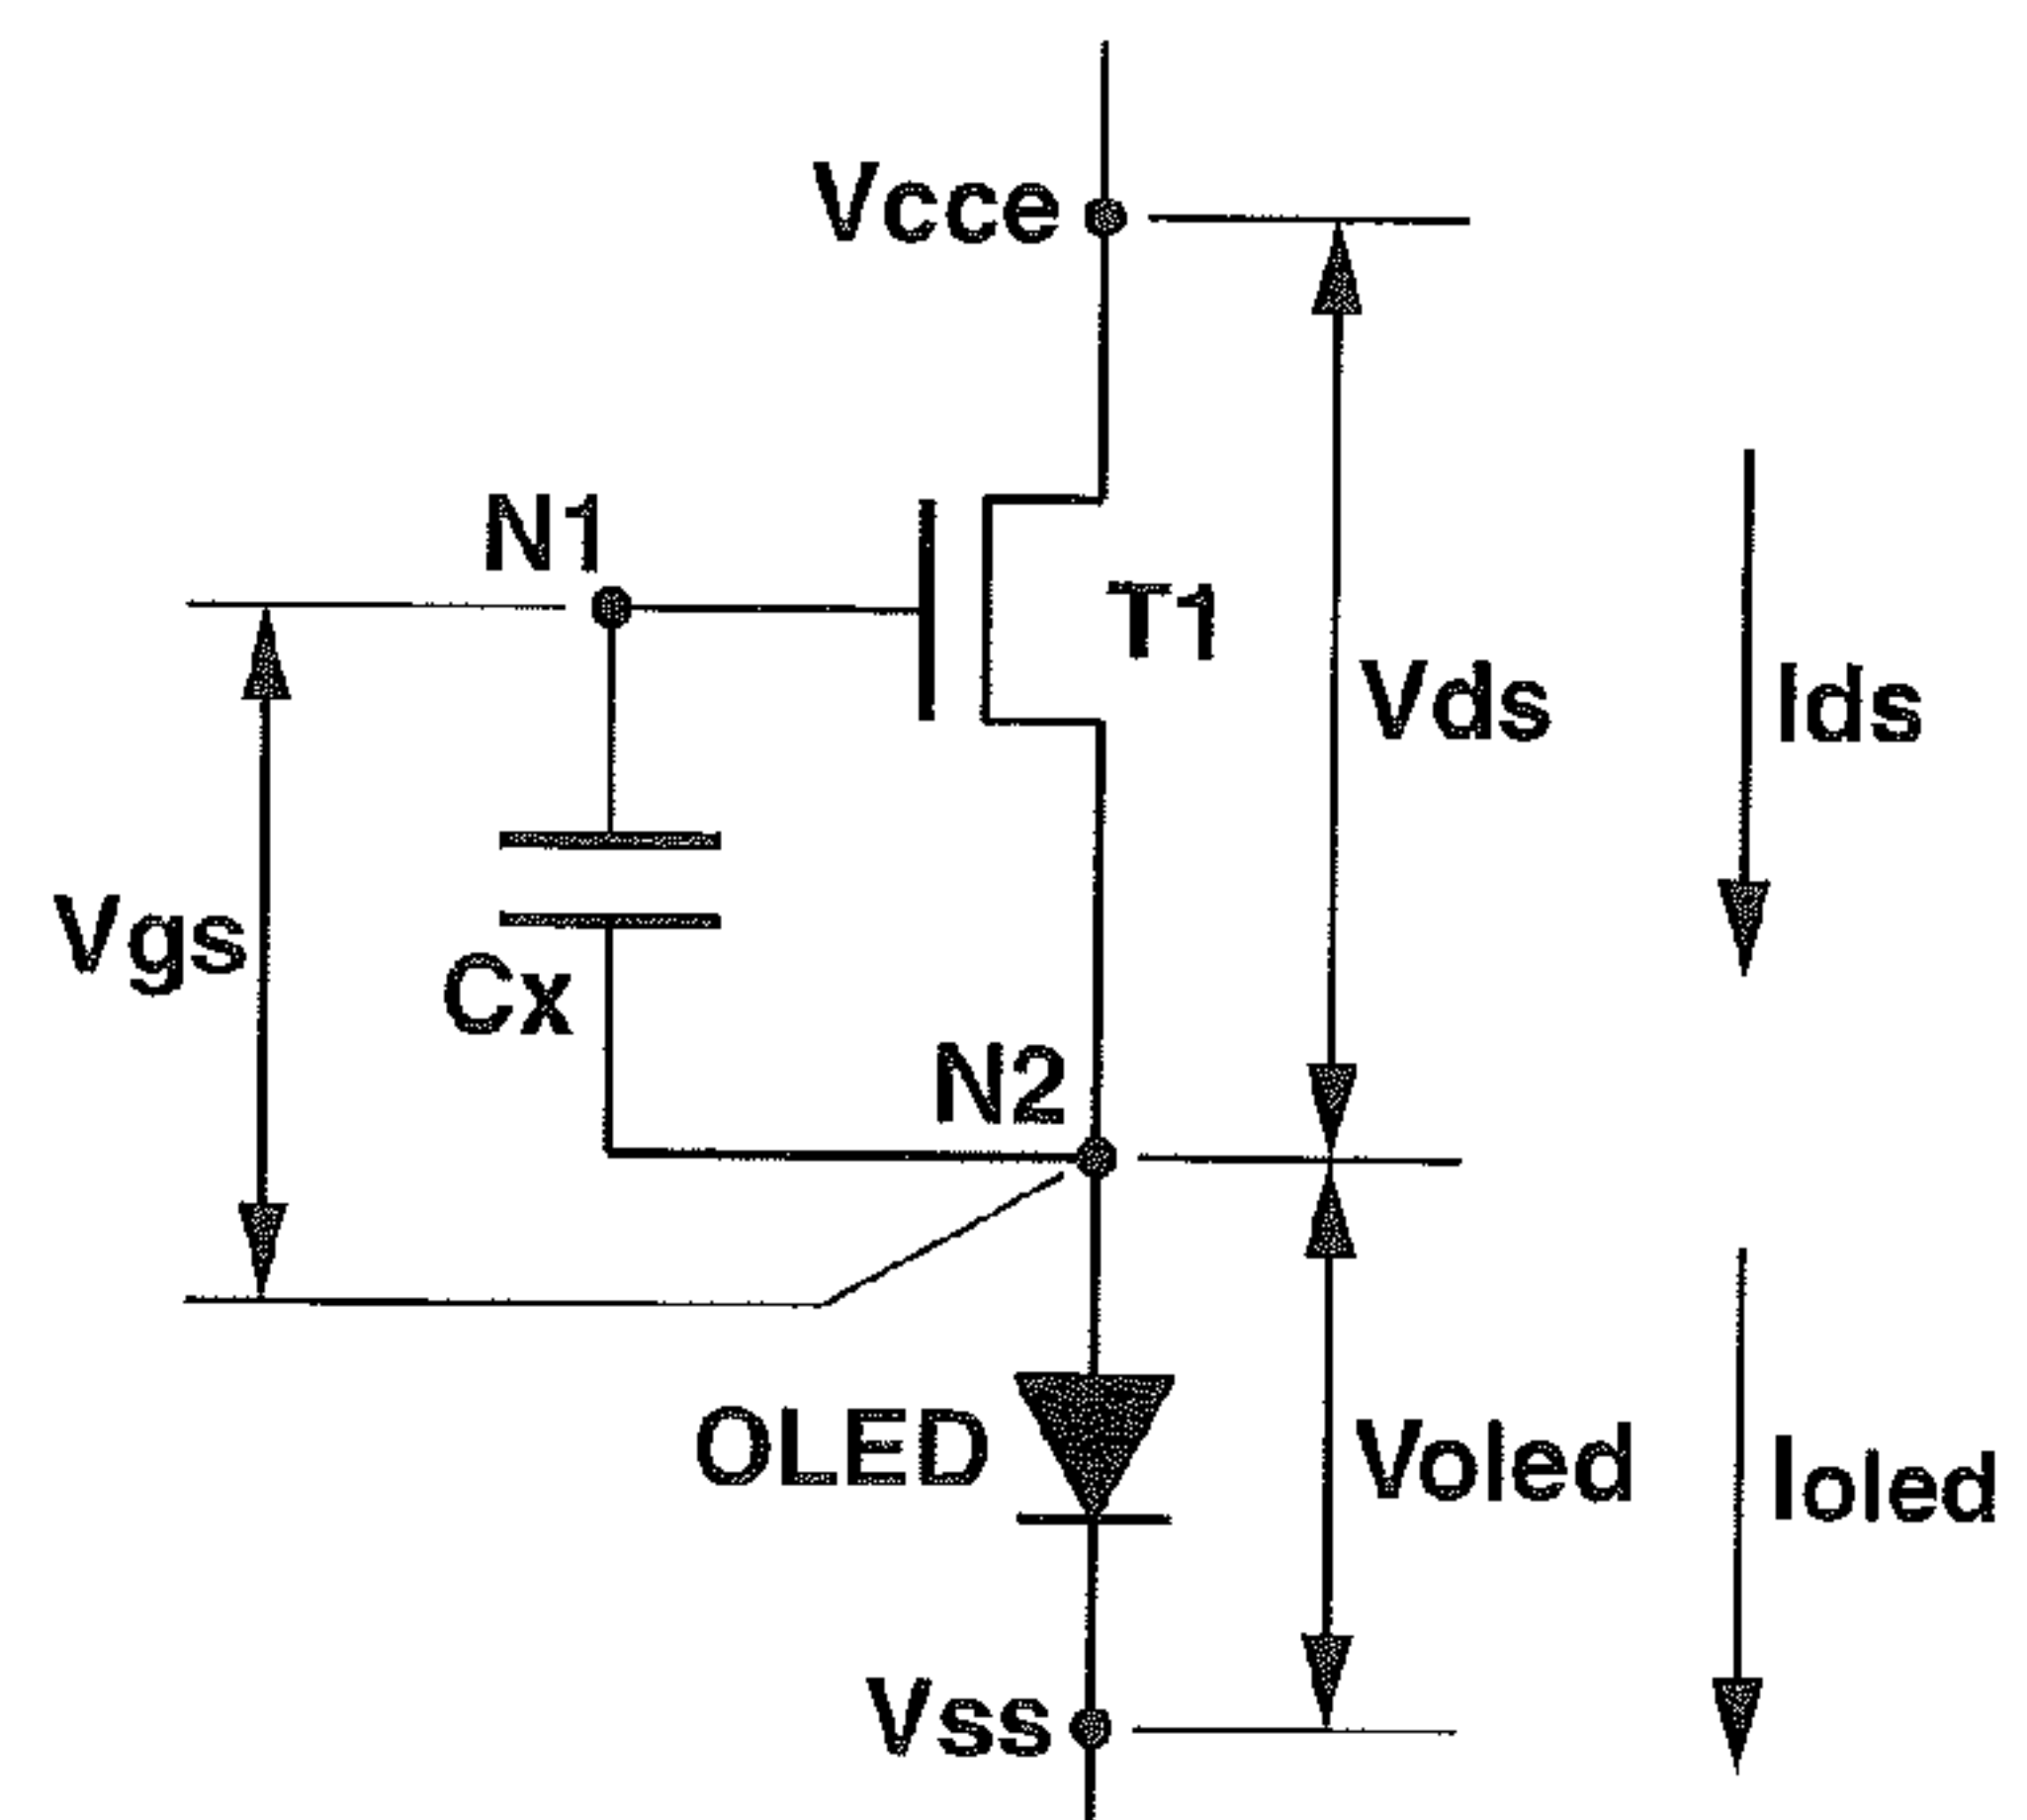 Vcce
N1
T1
Vds
Ids
Vgs
Cx
N2
OLED
Voled
Ioled
Vss